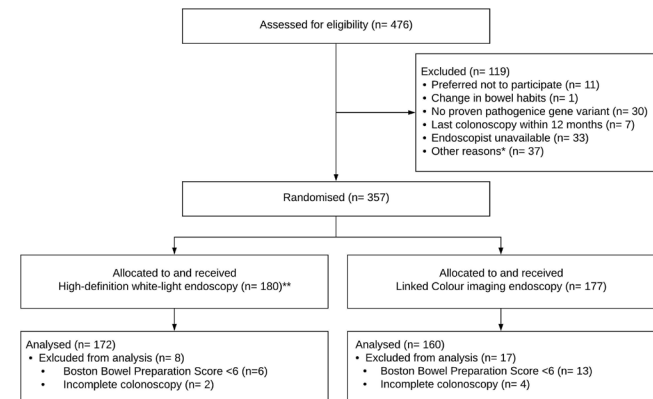 Assessed for eligibility (n= 476)
Excluded (n= 119)
• Preferred not to participate (n= 11)
• Change in bowel habits (n= 1)
• No proven pathogenice gene variant (n= 30)
• Last colonoscopy within 12 months (n= 7)
• Endoscopist unavailable (n= 33)
• Other reasons* (n= 37)
Randomised (n= 357)
Allocated to and received
High-definition white-light endoscopy (n= 180)**
Allocated to and received
Linked Colour imaging endoscopy (n= 177)
Analysed (n= 172)
• Exlcuded from analysis (n= 8)
• Boston Bowel Preparation Score <6 (n=6)
• Incomplete colonoscopy (n= 2)
Analysed (n= 160)
• Excluded from analysis (n= 17)
• Boston Bowel Preparation Score <6 (n= 13)
• Incomplete colonoscopy (n= 4)